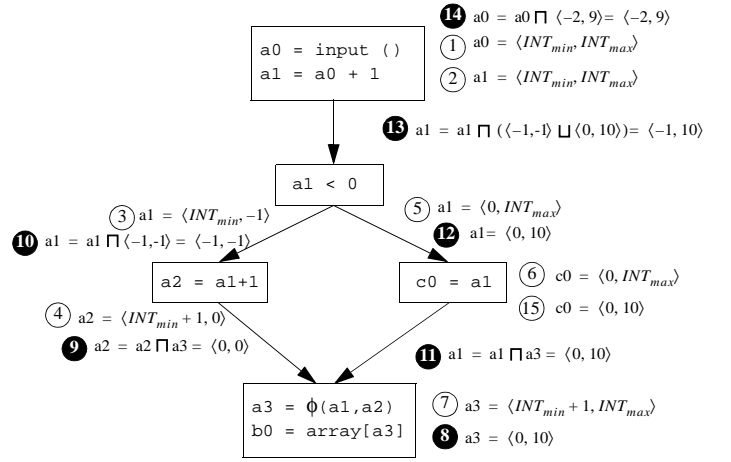 14 a0 = a0 ⊓ ⟨–2, 9⟩= ⟨–2, 9⟩
a0 = input ()
a1 = a0 + 1
1 a0 = ⟨INT_min, INT_max⟩
2 a1 = ⟨INT_min, INT_max⟩
13 a1 = a1 ⊓ (⟨–1,-1⟩ ⊔ ⟨0, 10⟩)= ⟨–1, 10⟩
a1 < 0
3 a1 = ⟨INT_min, –1⟩
5 a1 = ⟨0, INT_max⟩
10 a1 = a1 ⊓ ⟨–1,-1⟩ = ⟨–1, –1⟩
12 a1= ⟨0, 10⟩
a2 = a1+1
c0 = a1
6 c0 = ⟨0, INT_max⟩
15 c0 = ⟨0, 10⟩
4 a2 = ⟨INT_min + 1, 0⟩
9 a2 = a2 ⊓ a3 = ⟨0, 0⟩
11 a1 = a1 ⊓ a3 = ⟨0, 10⟩
a3 = ϕ(a1,a2)
b0 = array[a3]
7 a3 = ⟨INT_min + 1, INT_max⟩
8 a3 = ⟨0, 10⟩